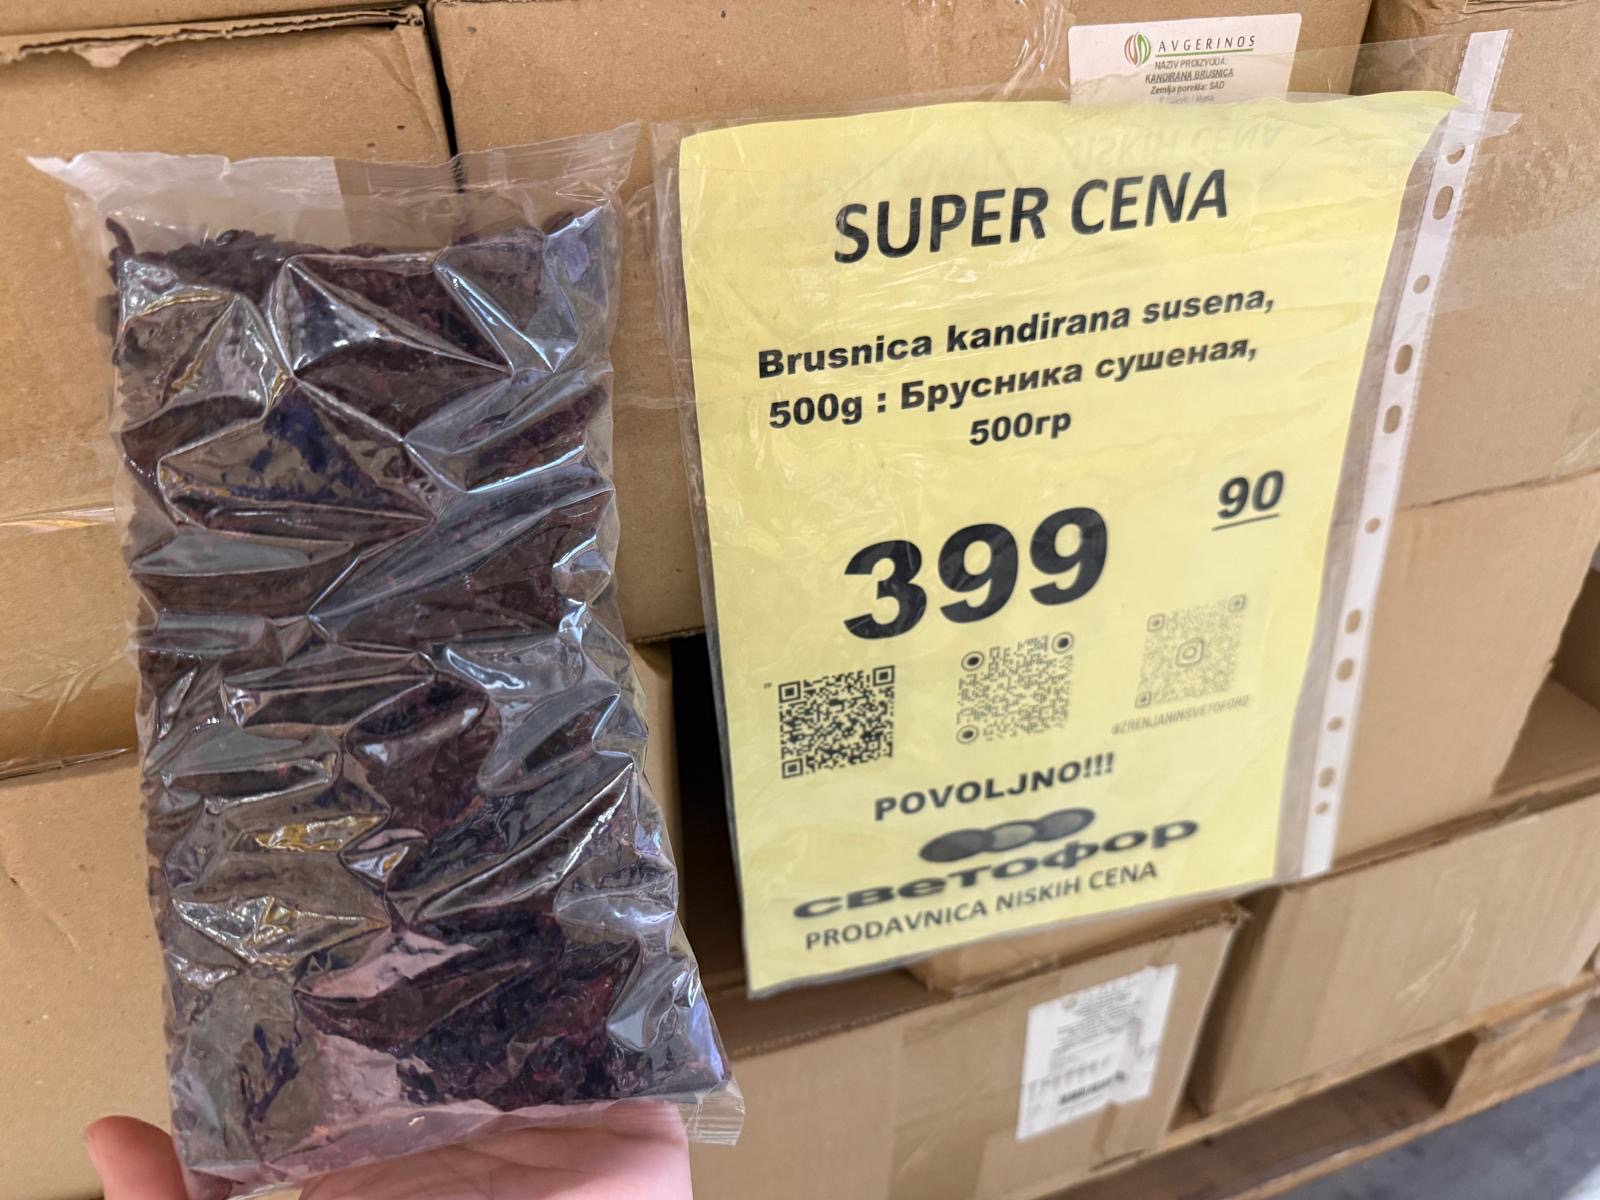 AVGERINOS
NAZIV PROIZVODA:
KANDIRANA BRUSNICA
Zemlja porekla: SAD
SUPER CENA
Brusnica kandirana susena,
500g : Брусника сушеная,
500гр
399
90
@ZRENJANINSVETOFOR2
POVOLJNO!!!
светофор
PRODAVNICA NISKIH CENA